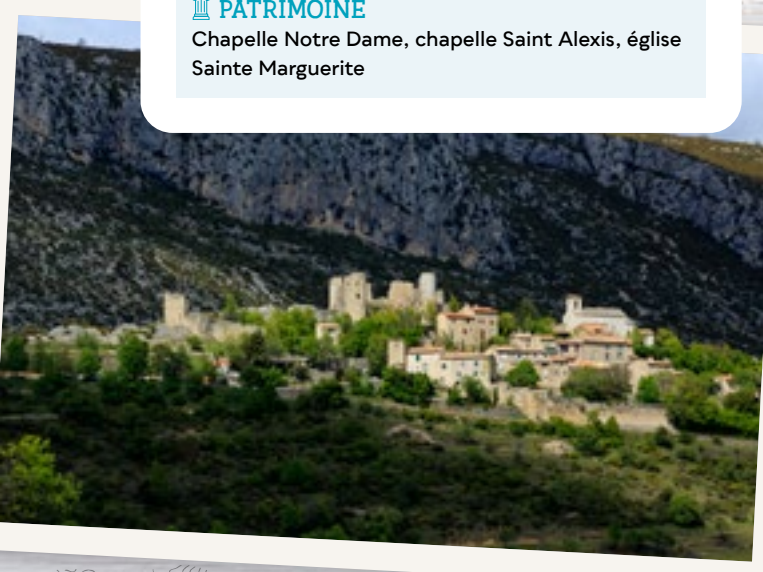 PATRIMOINE
Chapelle Notre Dame, chapelle Saint Alexis, église
Sainte Marguerite